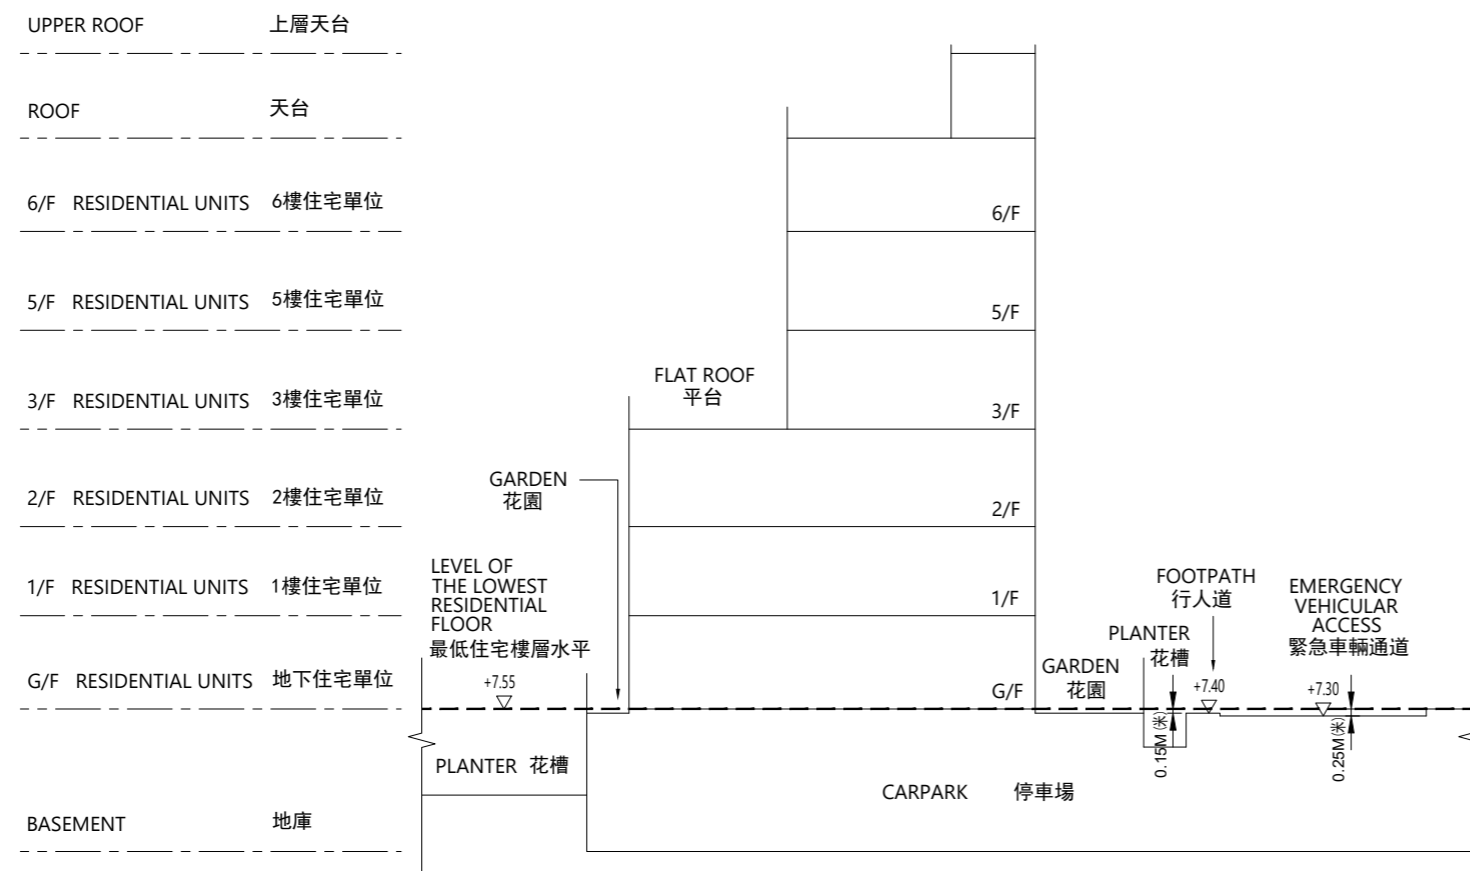 UPPER ROOF 上層天台
ROOF 天台
6/F RESIDENTIAL UNITS 6樓住宅單位
6/F
5/F RESIDENTIAL UNITS 5樓住宅單位
5/F
FLAT ROOF
平台
3/F RESIDENTIAL UNITS 3樓住宅單位
3/F
GARDEN
花園
2/F RESIDENTIAL UNITS 2樓住宅單位
2/F
LEVEL OF
THE LOWEST
RESIDENTIAL
FLOOR
最低住宅樓層水平
+7.55
1/F RESIDENTIAL UNITS 1樓住宅單位
1/F
FOOTPATH
行人道
EMERGENCY
VEHICULAR
ACCESS
緊急車輛通道
PLANTER
花槽
GARDEN
花園
G/F RESIDENTIAL UNITS 地下住宅單位
G/F
+7.40
+7.30
0.15M (米)
0.25M (米)
PLANTER 花槽
CARPARK 停車場
BASEMENT 地庫